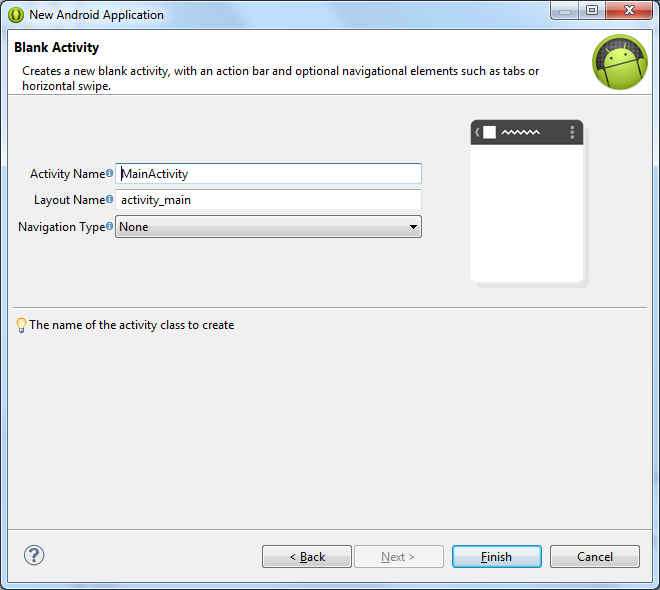 New Android Application
Blank Activity
Creates a new blank activity, with an action bar and optional navigational elements such as tabs or
horizontal swipe.
Activity Name MainActivity
Layout Name activity_main
Navigation Type None
The name of the activity class to create
< Back Next > Finish Cancel